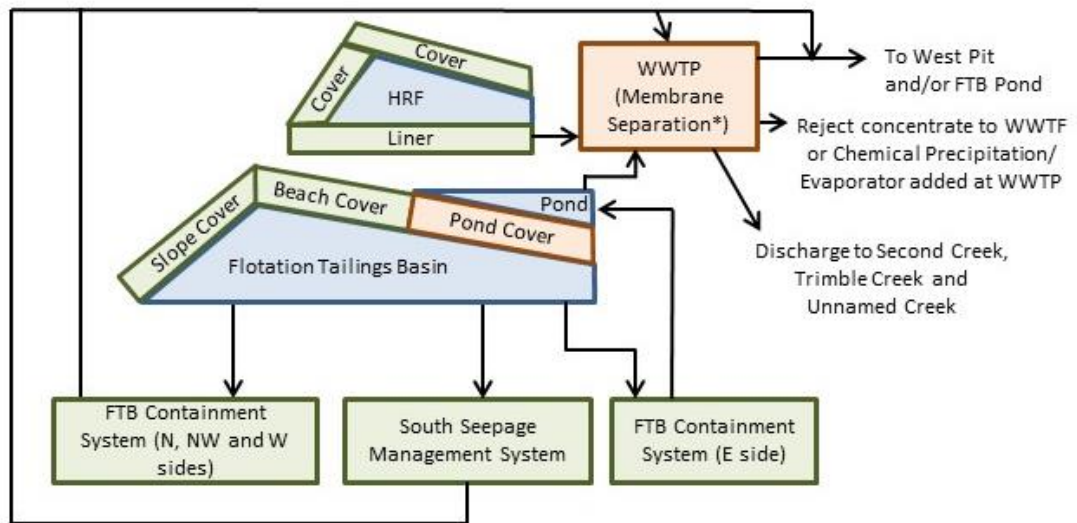 Cover
Cover
HRF
Liner
WWTP
(Membrane
Separation*)
To West Pit
and/or FTB Pond
Reject concentrate to WWTF
or Chemical Precipitation/
Evaporator added at WWTP
Discharge to Second Creek,
Trimble Creek and
Unnamed Creek
Slope Cover
Beach Cover
Pond
Pond Cover
Flotation Tailings Basin
FTB Containment
System (N, NW and W
sides)
South Seepage
Management System
FTB Containment
System (E side)